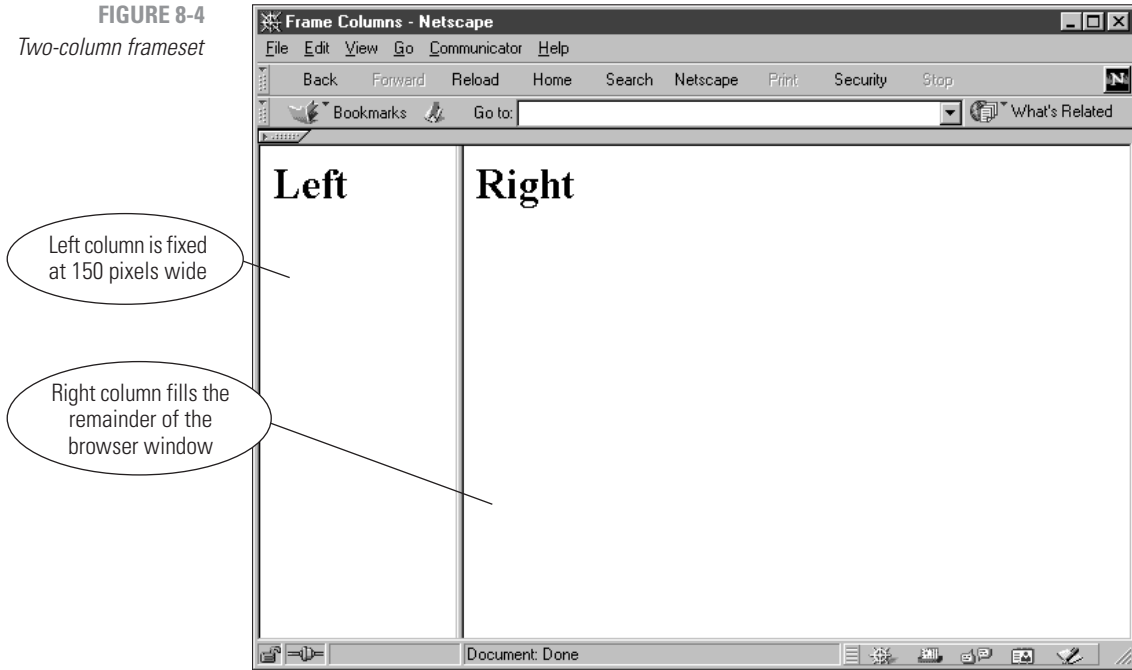 FIGURE 8-4
Two-column frameset
Frame Columns - Netscape
File Edit View Go Communicator Help
Back Forward Reload Home Search Netscape Print Security Stop
N
Bookmarks Go to: What's Related
Left Right
Left column is fixed
at 150 pixels wide
Right column fills the
remainder of the
browser window
Document: Done